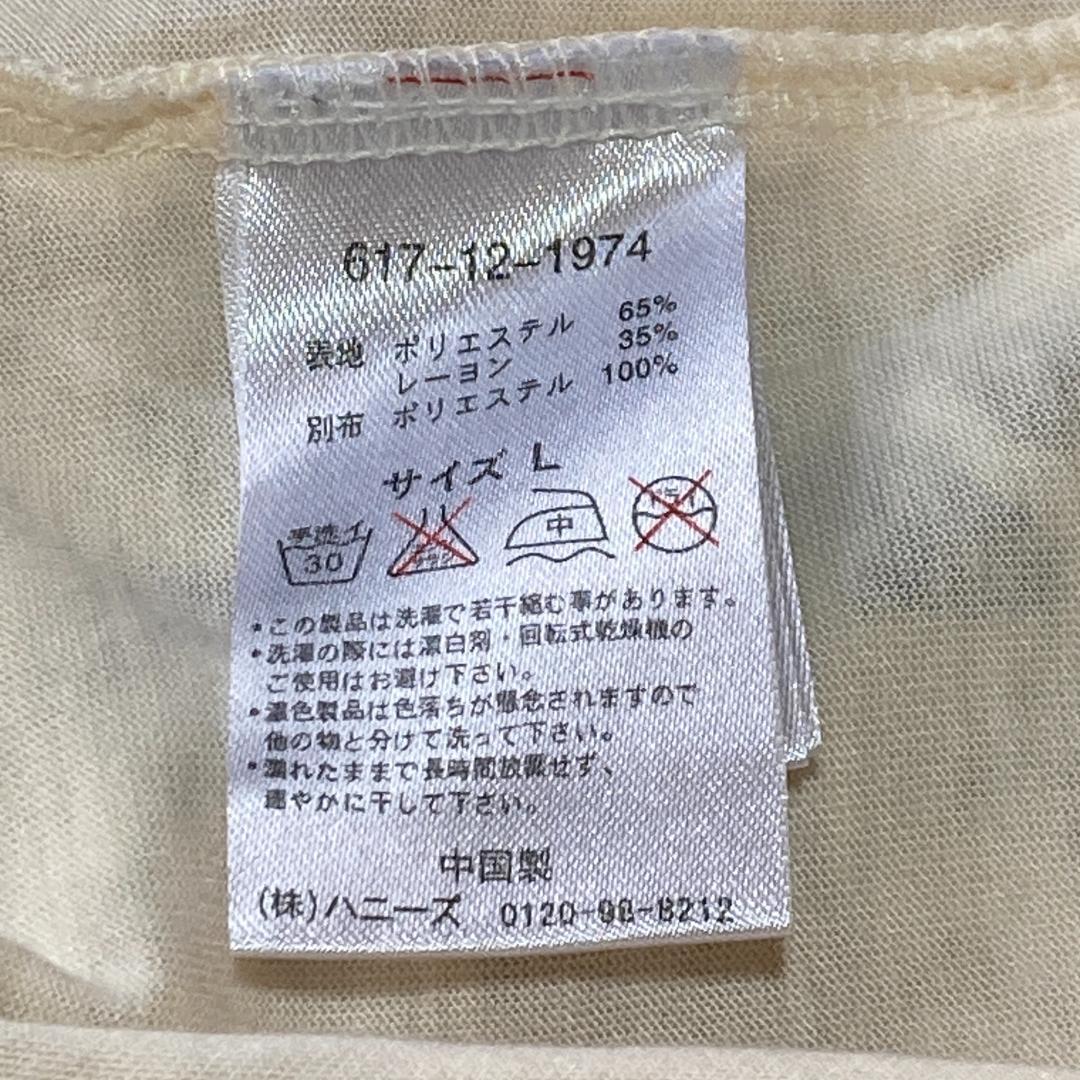 617-12-1974
表地 ポリエステル 65%
レーヨン 35%
別布 ポリエステル 100%
サイズ L
手洗イ
30
中
ドライ
・この製品は洗濯で若干縮む事があります。
・洗濯の際には漂白剤・回転式乾燥機の
ご使用はお避け下さい。
・濃色製品は色落ちが懸念されますので
他の物と分けて洗って下さい。
・濡れたままで長時間放置せず、
速やかに干して下さい。
中国製
(株)ハニーズ